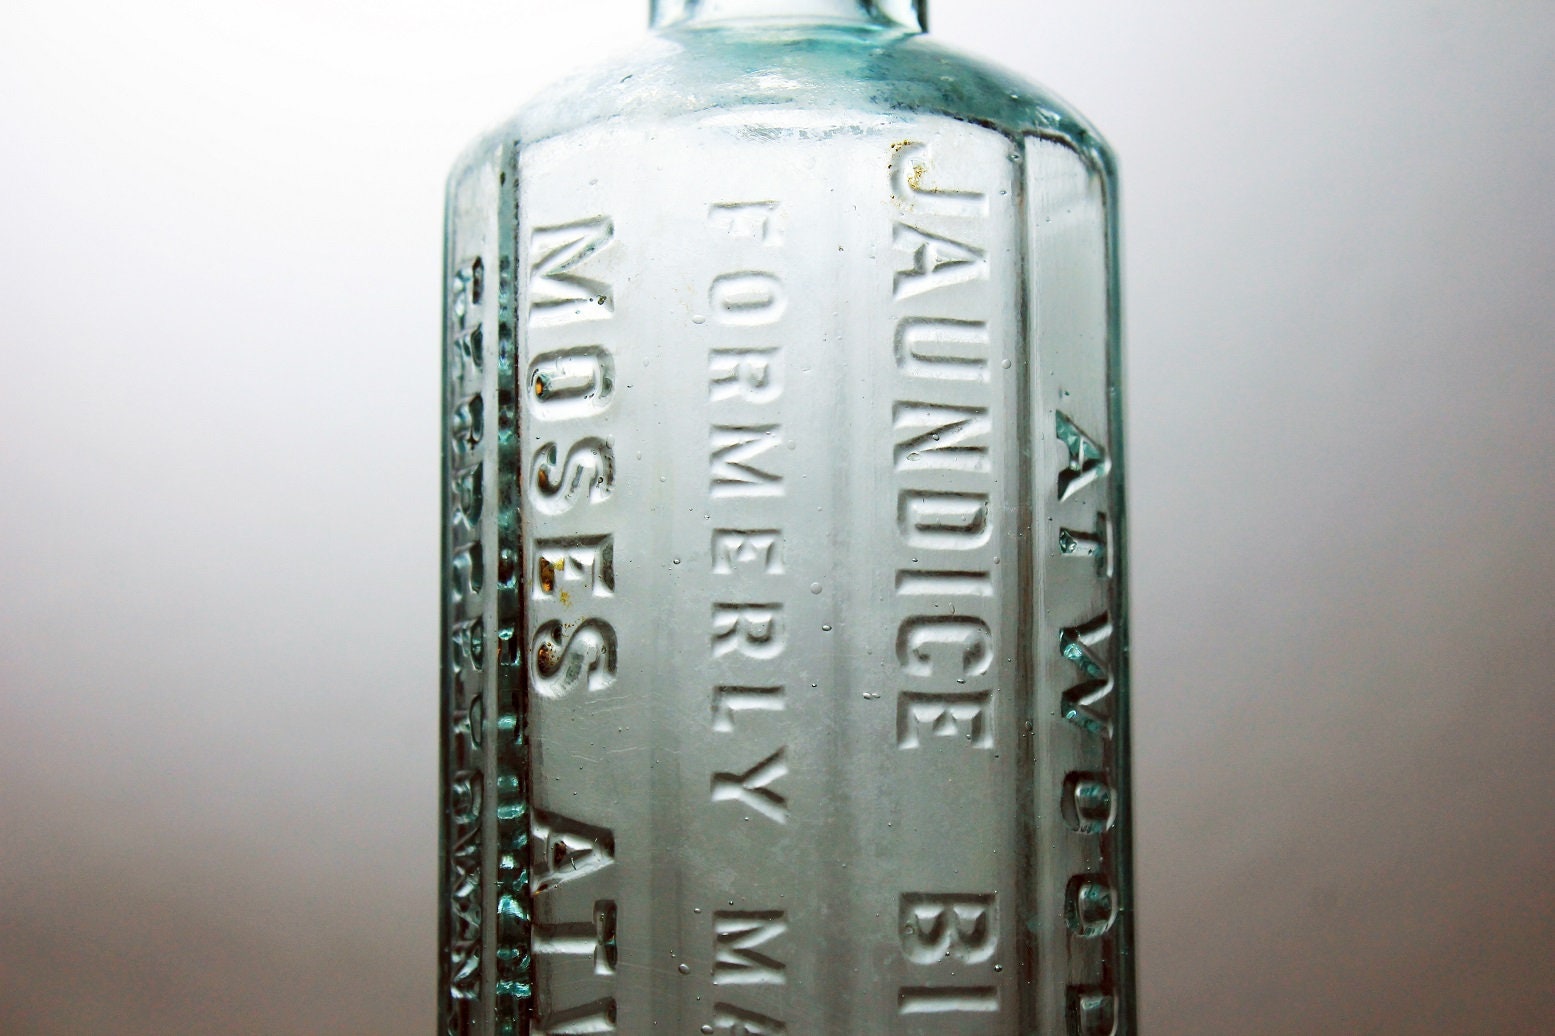 ATWOOD
JAUNDICE BI
FORMERLY MA
MOSES AT